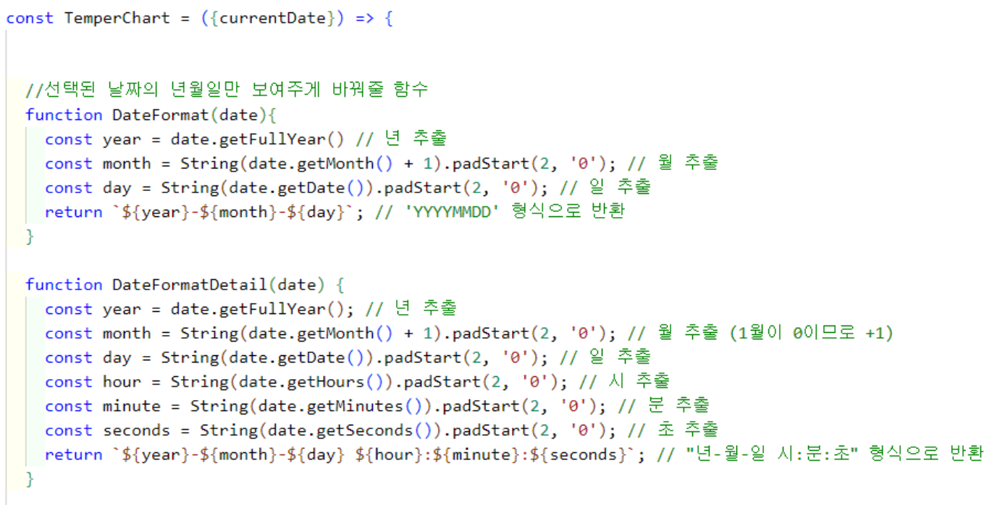 const TemperChart = ({currentDate}) => {
//선택된 날짜의 년월일만 보여주게 바꿔줄 함수
function DateFormat(date){
const year = date.getFullYear() // 년 추출
const month = String(date.getMonth() + 1).padStart(2, '0'); // 월 추출
const day = String(date.getDate()).padStart(2, '0'); // 일 추출
return `${year}-${month}-${day}`; // 'YYYYMMDD' 형식으로 반환
}
function DateFormatDetail(date) {
const year = date.getFullYear(); // 년 추출
const month = String(date.getMonth() + 1).padStart(2, '0'); // 월 추출 (1월이 0이므로 +1)
const day = String(date.getDate()).padStart(2, '0'); // 일 추출
const hour = String(date.getHours()).padStart(2, '0'); // 시 추출
const minute = String(date.getMinutes()).padStart(2, '0'); // 분 추출
const seconds = String(date.getSeconds()).padStart(2, '0'); // 초 추출
return `${year}-${month}-${day} ${hour}:${minute}:${seconds}`; // "년-월-일 시:분:초" 형식으로 반환
}